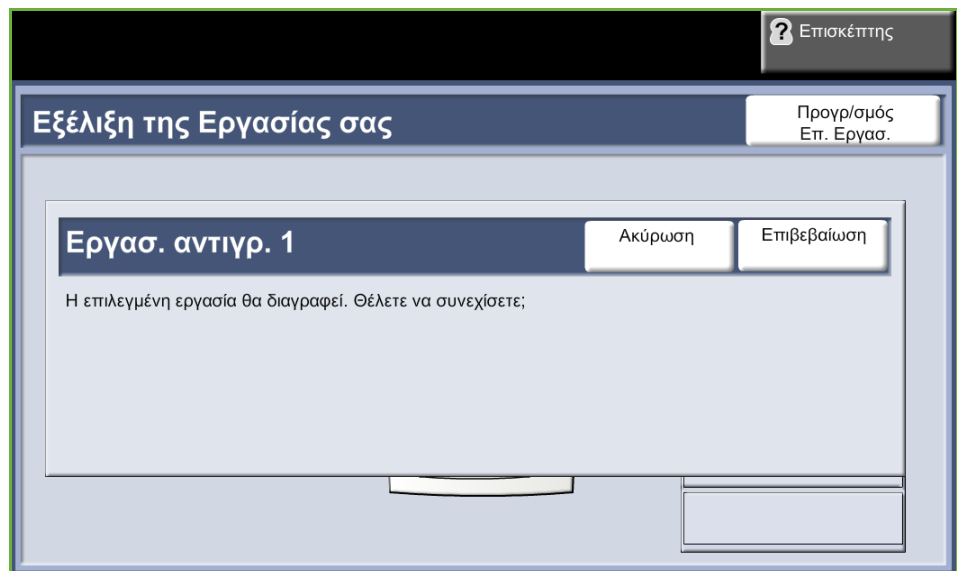 Επισκέπτης
Εξέλιξη της Εργασίας σας
Προγρ/σμός
Επ. Εργασ.
Εργασ. αντιγρ. 1
Ακύρωση
Επιβεβαίωση
Η επιλεγμένη εργασία θα διαγραφεί. Θέλετε να συνεχίσετε;